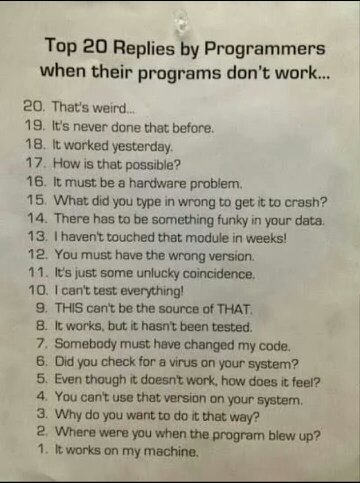 Top 20 Replies by Programmers
when their programs don't work...
20. That's weird...
19. It's never done that before.
18. It worked yesterday.
17. How is that possible?
16. It must be a hardware problem.
15. What did you type in wrong to get it to crash?
14. There has to be something funky in your data.
13. I haven't touched that module in weeks!
12. You must have the wrong version.
11. It's just some unlucky coincidence.
10. I can't test everything!
9. THIS can't be the source of THAT.
8. It works, but it hasn't been tested.
7. Somebody must have changed my code.
6. Did you check for a virus on your system?
5. Even though it doesn't work, how does it feel?
4. You can't use that version on your system.
3. Why do you want to do it that way?
2. Where were you when the program blew up?
1. It works on my machine.